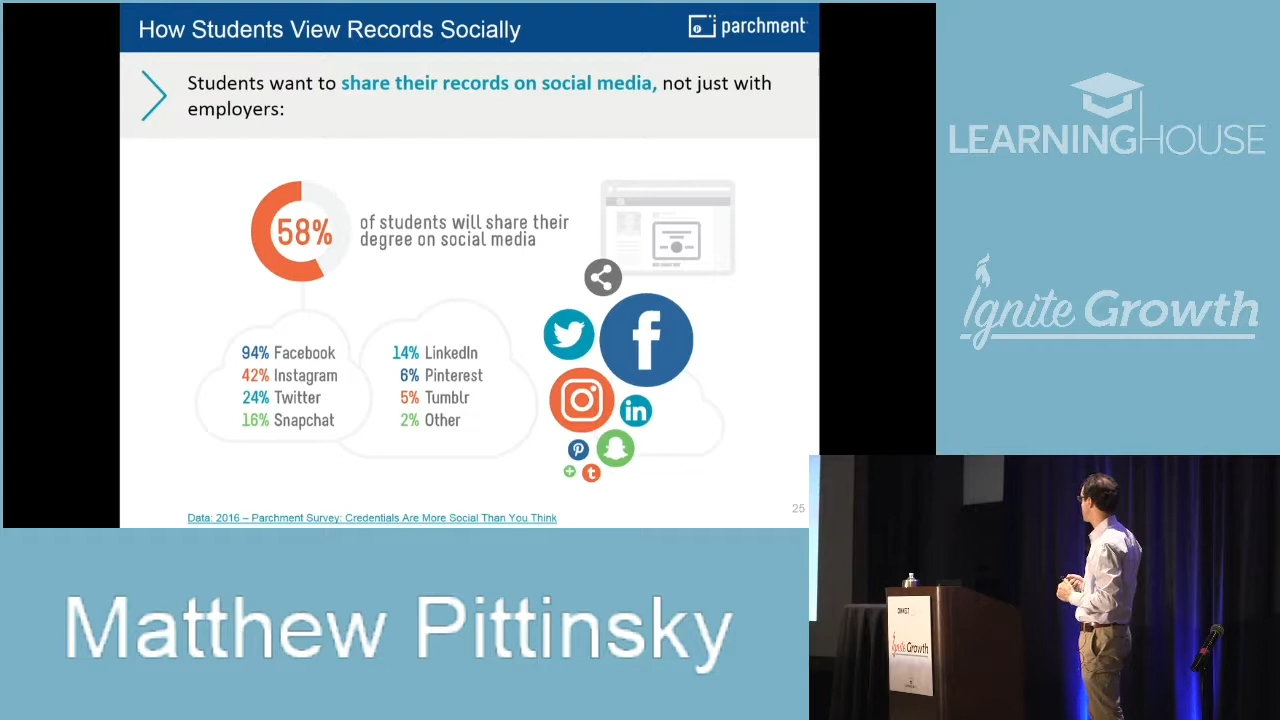 How Students View Records Socially
parchment
Students want to share their records on social media, not just with
employers:
58%
of students will share their
degree on social media
94% Facebook
42% Instagram
24% Twitter
16% Snapchat
14% LinkedIn
6% Pinterest
5% Tumblr
2% Other
Data: 2016 – Parchment Survey: Credentials Are More Social Than You Think
25
LEARNINGHOUSE
Ignite Growth
Matthew Pittinsky
Ignite Growth